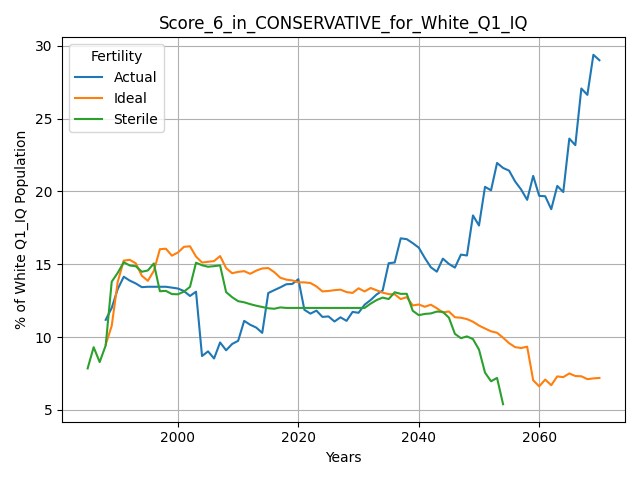 Score_6_in_CONSERVATIVE_for_White_Q1_IQ
Fertility
Actual
Ideal
Sterile
% of White Q1_IQ Population
30
25
20
15
10
5
2000 2020 2040 2060
Years